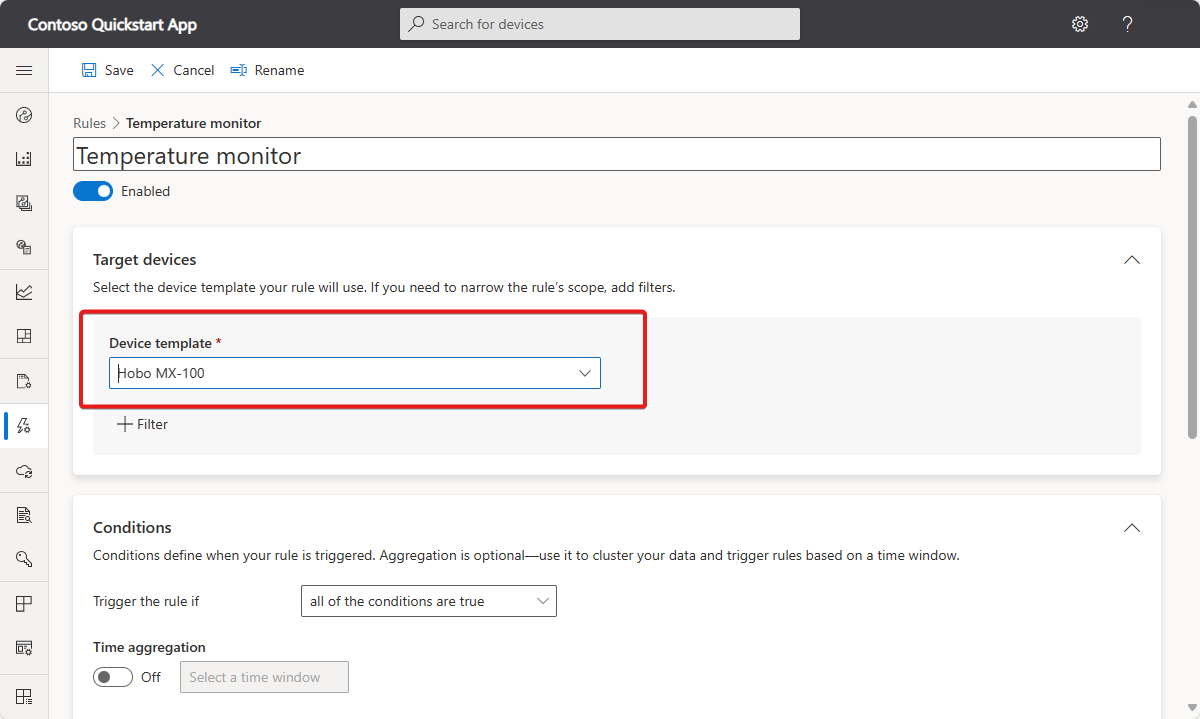 Contoso Quickstart App
Search for devices
?
Save Cancel Rename
Rules > Temperature monitor
Temperature monitor
Enabled
Target devices
Select the device template your rule will use. If you need to narrow the rule’s scope, add filters.
Device template *
Hobo MX-100
+ Filter
Conditions
Conditions define when your rule is triggered. Aggregation is optional—use it to cluster your data and trigger rules based on a time window.
Trigger the rule if all of the conditions are true
Time aggregation
Off Select a time window